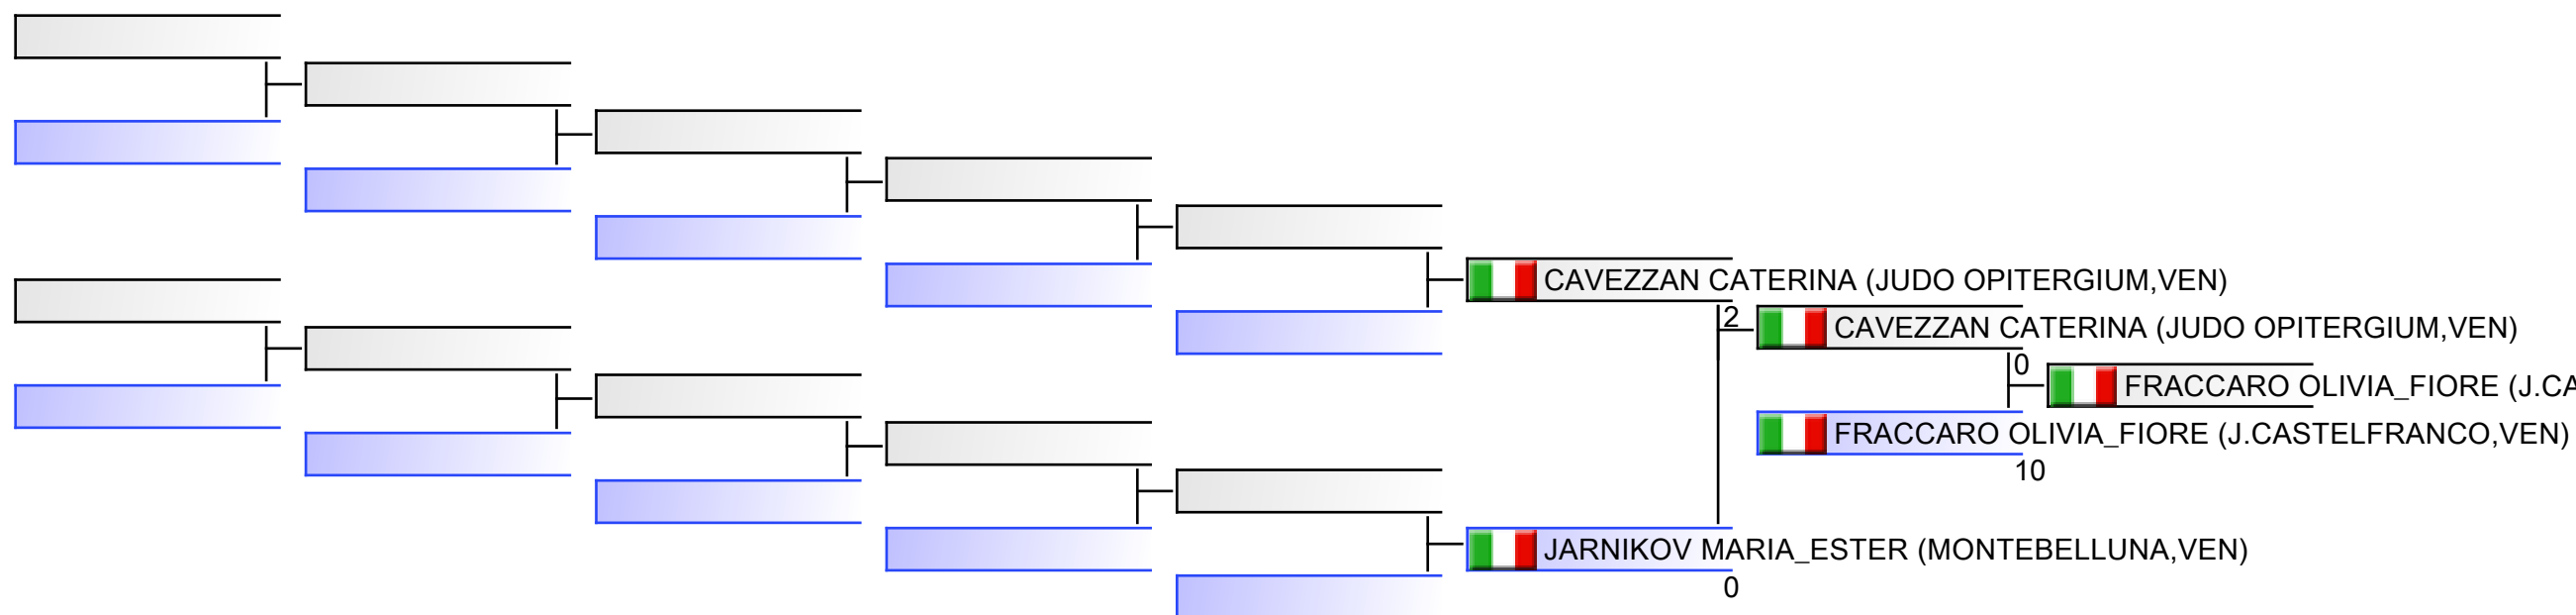 CAVEZZAN CATERINA (JUDO OPITERGIUM,VEN)
2
CAVEZZAN CATERINA (JUDO OPITERGIUM,VEN)
0
FRACCARO OLIVIA_FIORE (J.CA
FRACCARO OLIVIA_FIORE (J.CASTELFRANCO,VEN)
10
JARNIKOV MARIA_ESTER (MONTEBELLUNA,VEN)
0